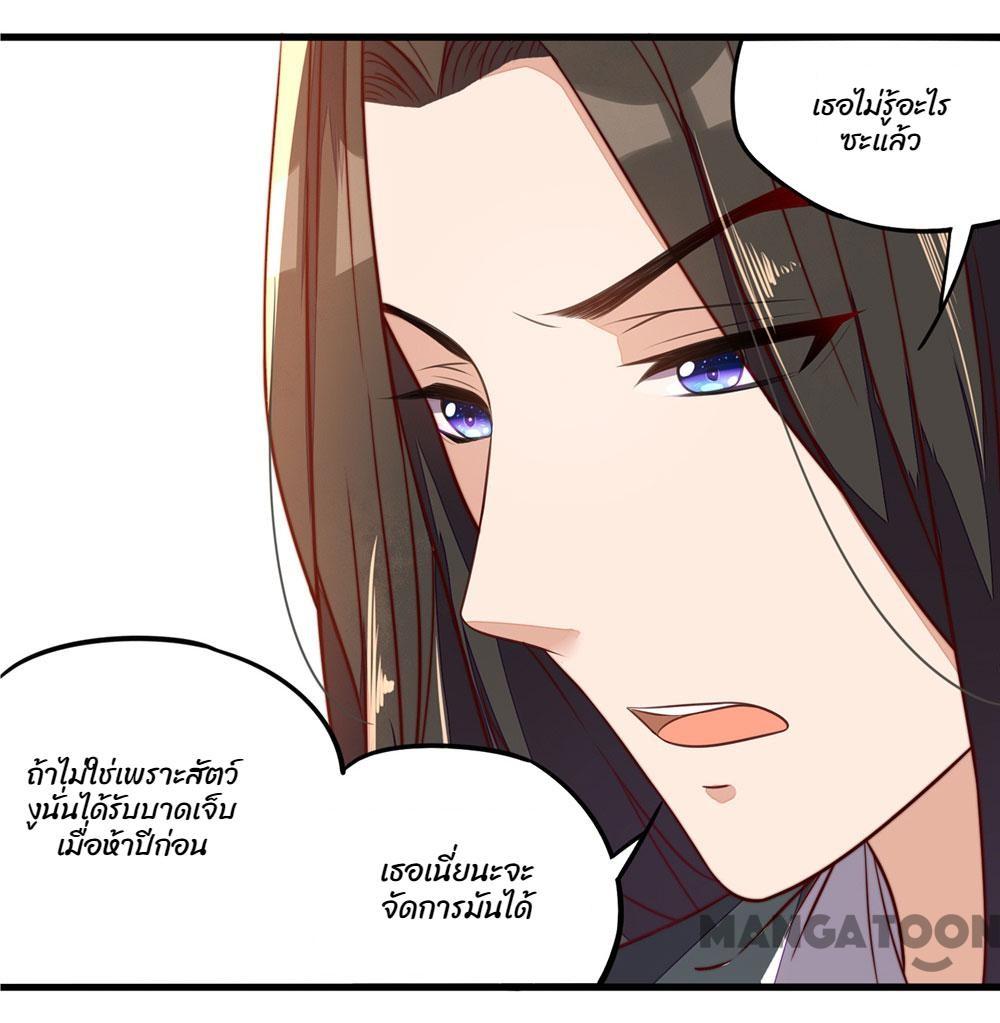 เธอไม่รู้อะไร
ซะแล้ว
ถ้าไม่ใช่เพราะสัตว์
งูนั่นได้รับบาดเจ็บ
เมื่อห้าปีก่อน
เธอเนี่ยนะจะ
จัดการมันได้
MANGATOON